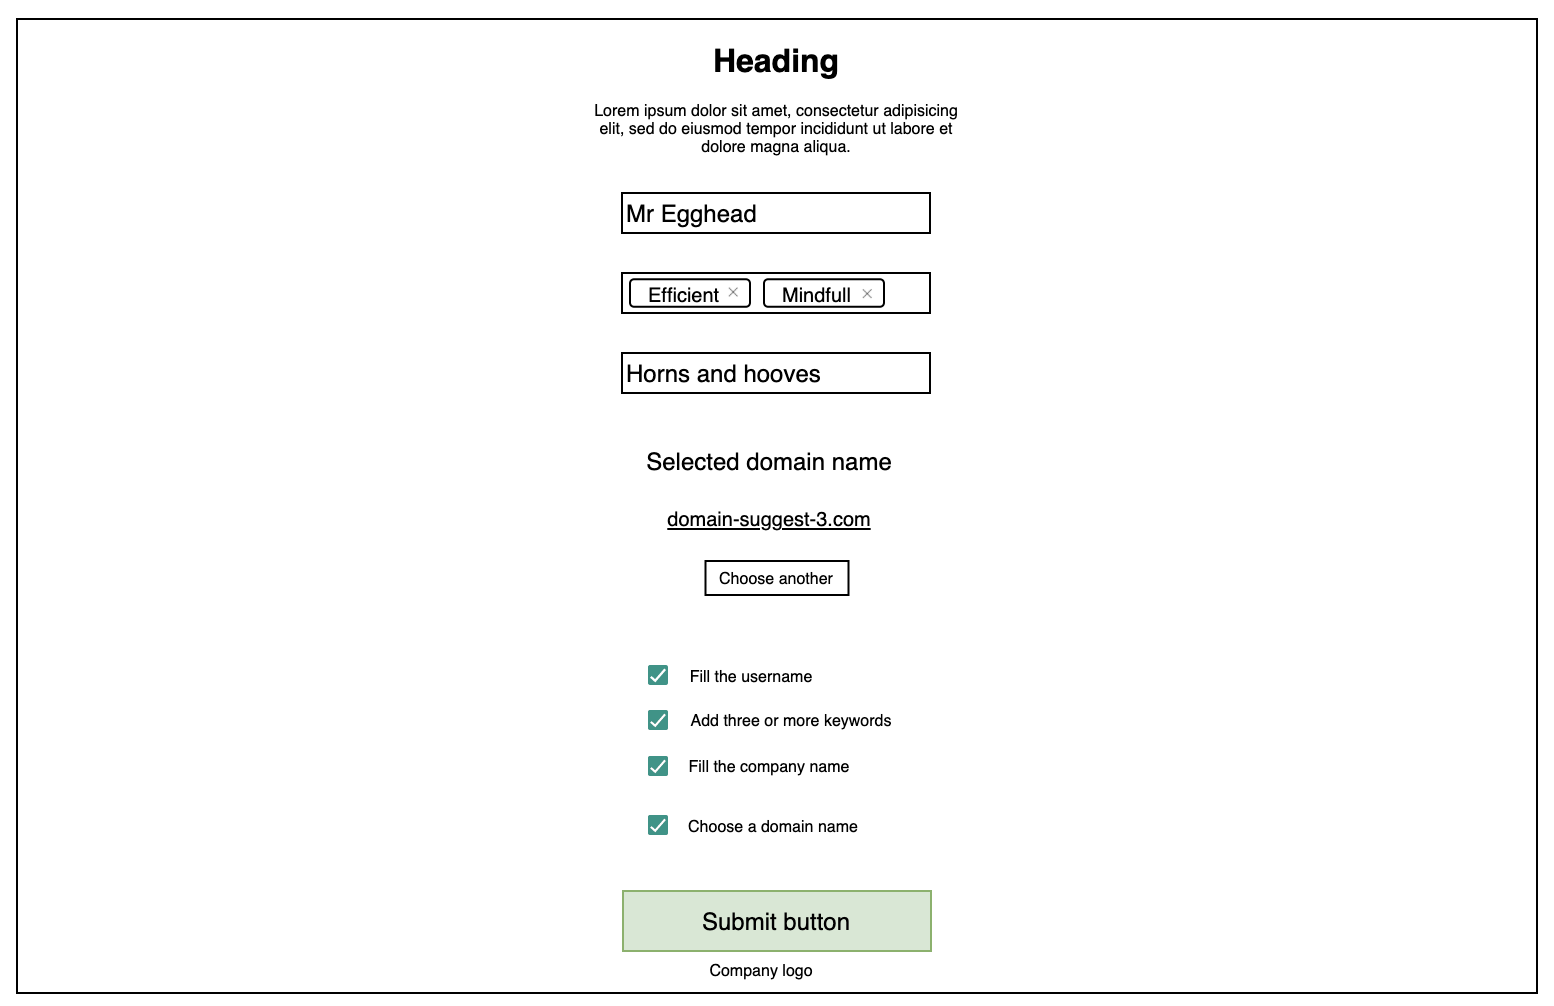 Heading
Lorem ipsum dolor sit amet, consectetur adipisicing
elit, sed do eiusmod tempor incididunt ut labore et
dolore magna aliqua.
Mr Egghead
Efficient × Mindfull ×
Horns and hooves
Selected domain name
domain-suggest-3.com
Choose another
Fill the username
Add three or more keywords
Fill the company name
Choose a domain name
Submit button
Company logo